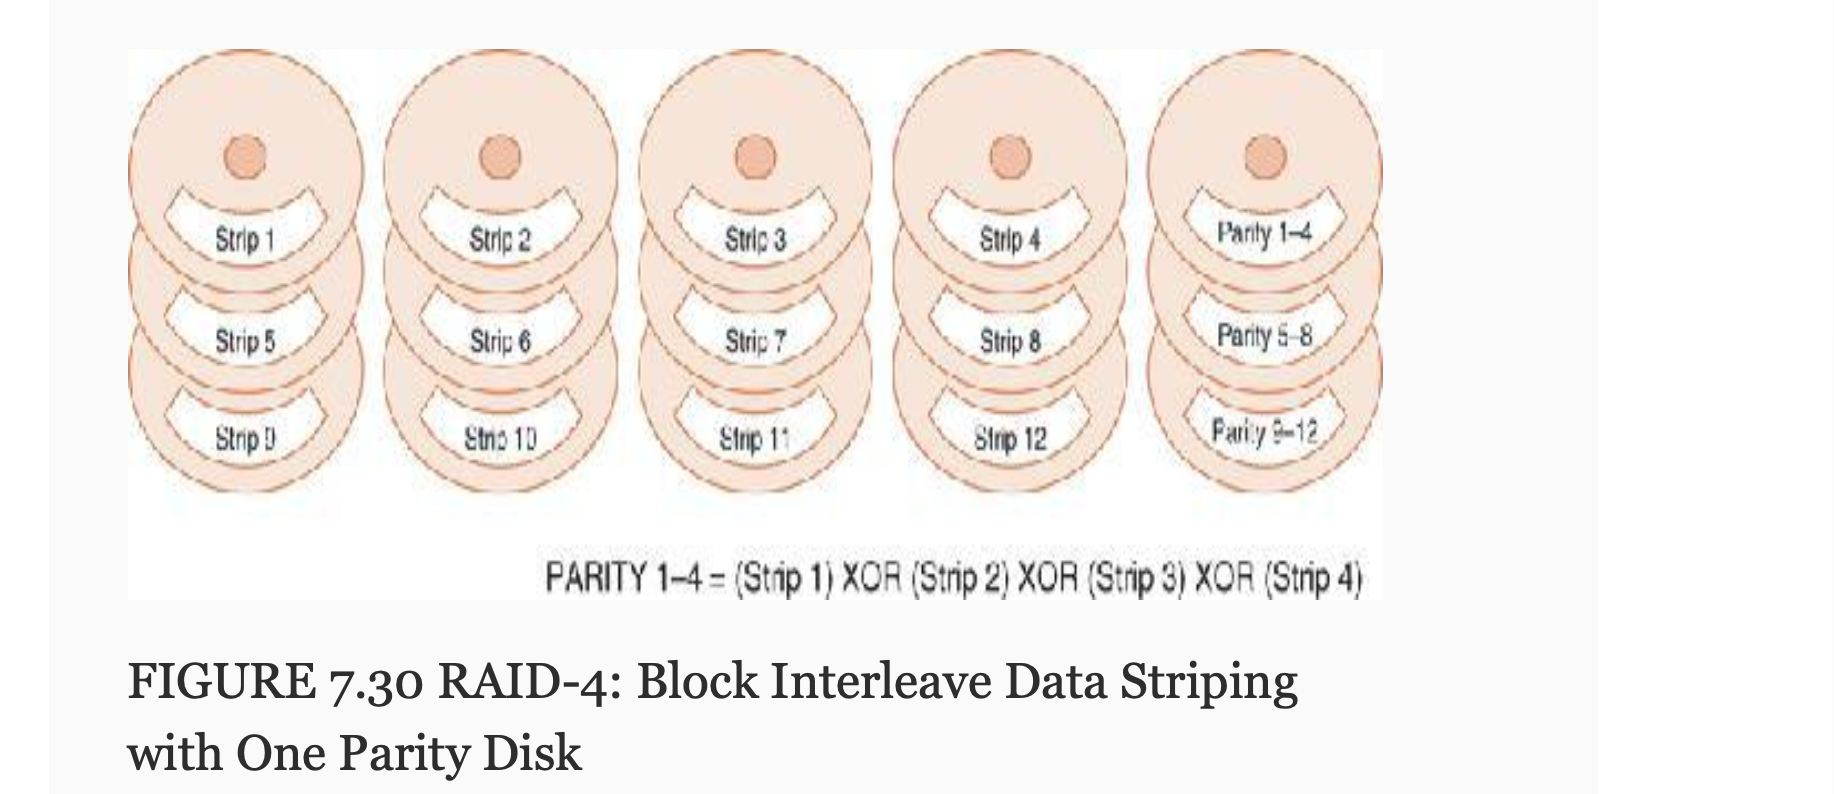 Strip 1 Strip 2 Strip 3 Strip 4 Parity 1–4
Strip 5 Strip 6 Strip 7 Strip 8 Parity 5–8
Strip 9 Strip 10 Strip 11 Strip 12 Parity 9–12
PARITY 1–4 = (Strip 1) XOR (Strip 2) XOR (Strip 3) XOR (Strip 4)
FIGURE 7.30 RAID-4: Block Interleave Data Striping
with One Parity Disk